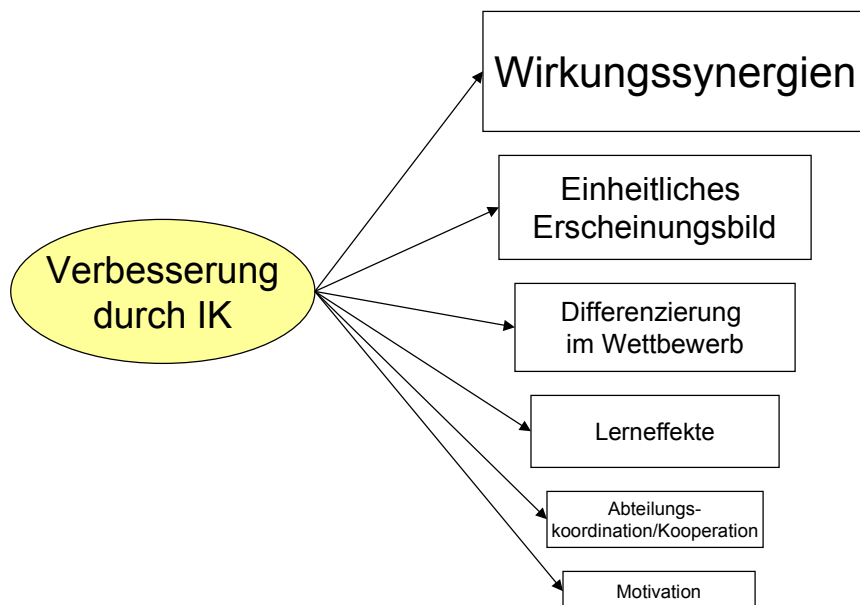 Wirkungssynergien
Einheitliches
Erscheinungsbild
Verbesserung
durch IK
Differenzierung
im Wettbewerb
Lerneffekte
Abteilungs-
koordination/Kooperation
Motivation